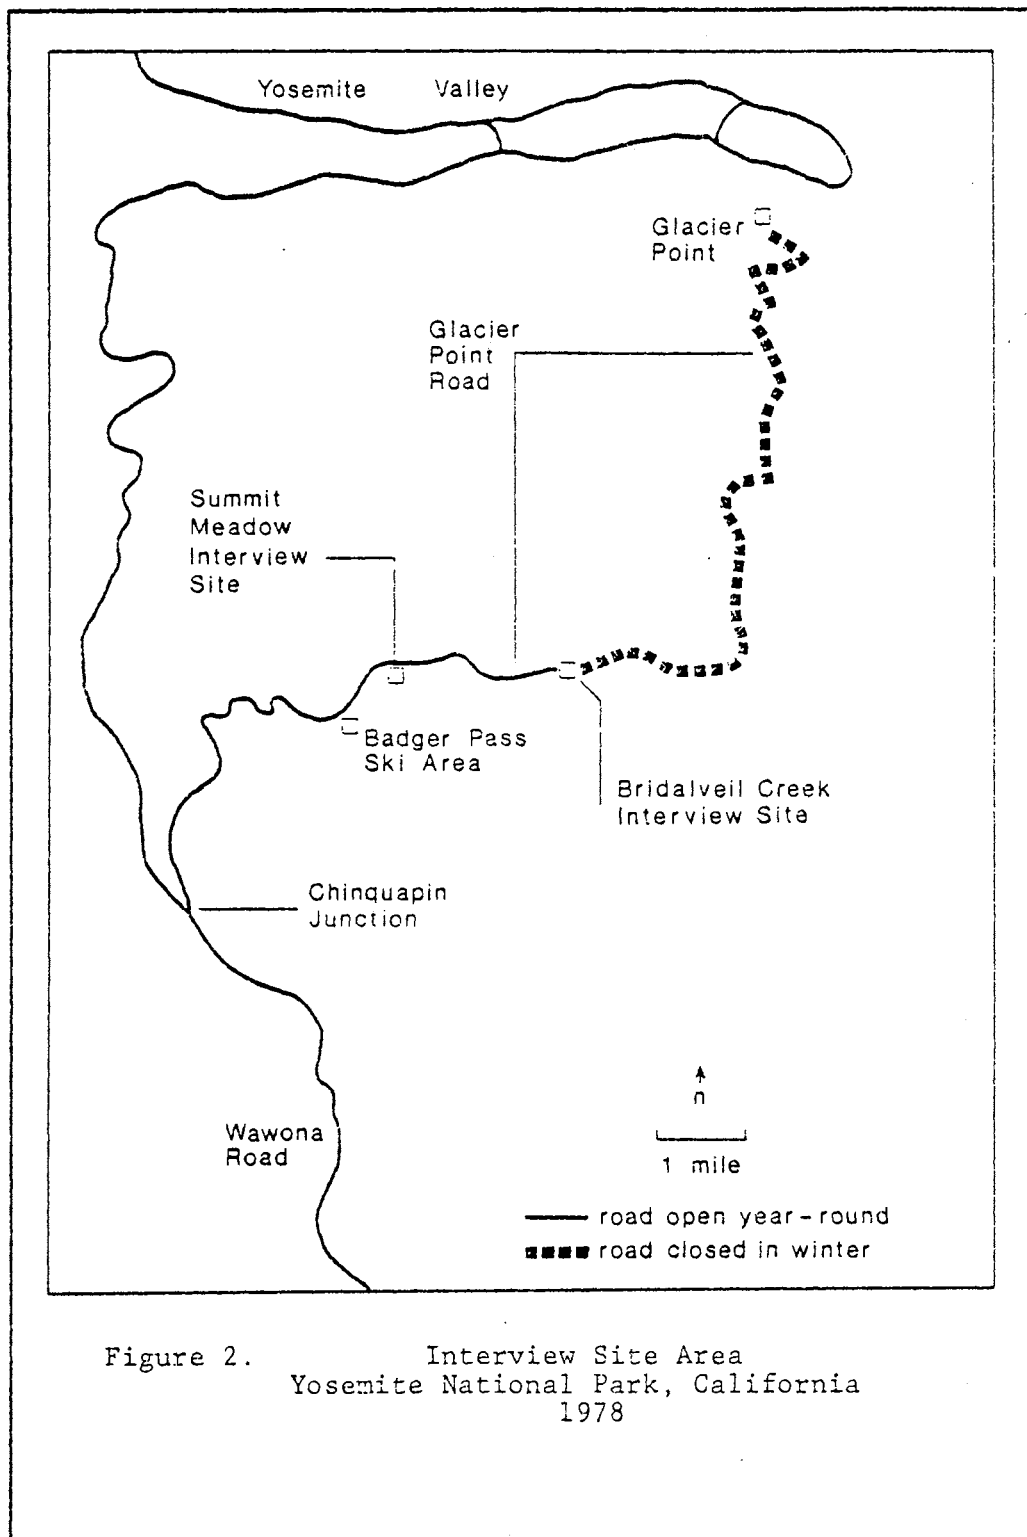 Yosemite Valley
Glacier
Point
Glacier
Point
Road
Summit
Meadow
Interview
Site
Badger Pass
Ski Area
Bridalveil Creek
Interview Site
Chinquapin
Junction
n
Wawona
Road
1 mile
road open year-round
road closed in winter
Figure 2. Interview Site Area
Yosemite National Park, California
1978